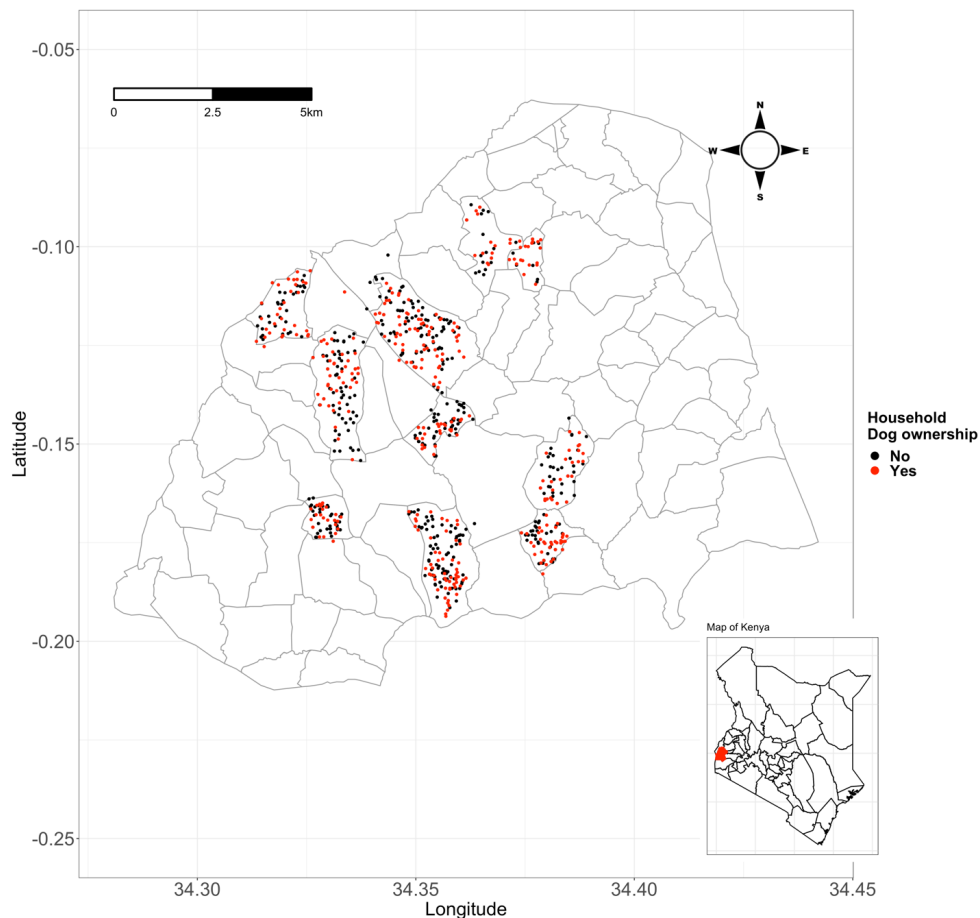 -0.05
0
2.5
5km
N
W
E
S
-0.10
Latitude
-0.15
Household
Dog ownership
No
Yes
-0.20
Map of Kenya
-0.25
34.30
34.35
34.40
34.45
Longitude